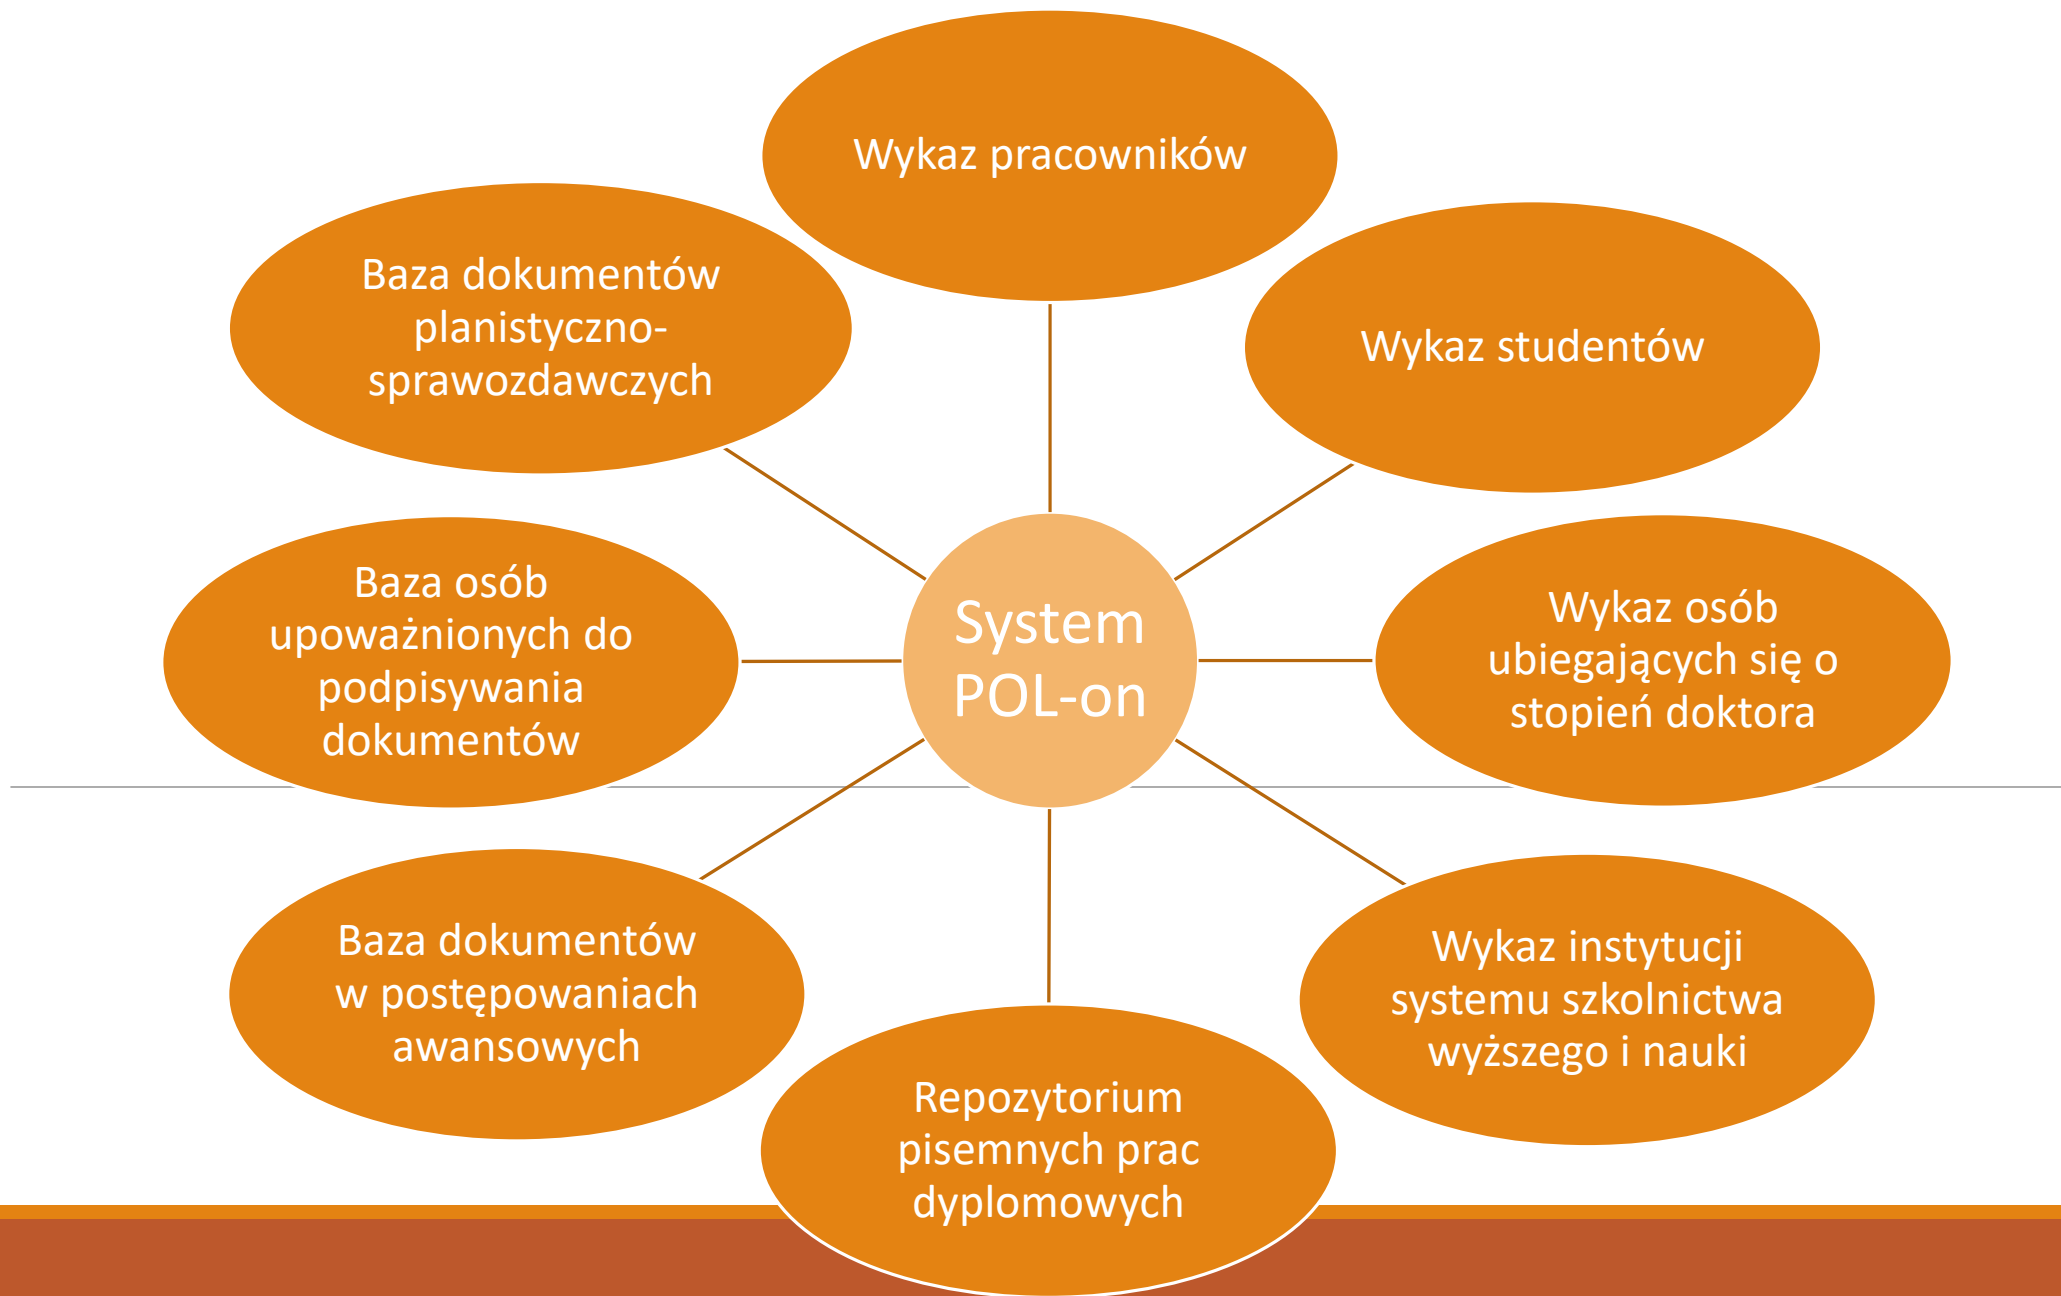 Wykaz pracowników
Baza dokumentów
planistyczno-
sprawozdawczych
Wykaz studentów
Baza osób
upoważnionych do
podpisywania
dokumentów
System
POL-on
Wykaz osób
ubiegających się o
stopień doktora
Baza dokumentów
w postępowaniach
awansowych
Wykaz instytucji
systemu szkolnictwa
wyższego i nauki
Repozytorium
pisemnych prac
dyplomowych